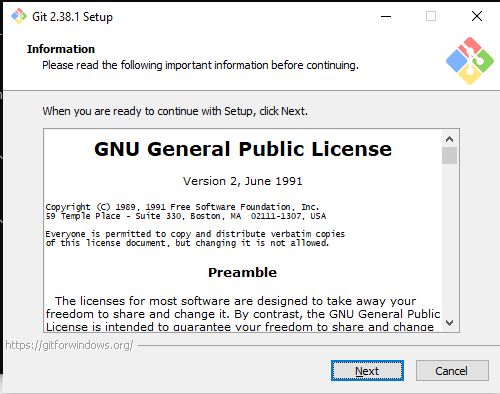 Git 2.38.1 Setup
Information
Please read the following important information before continuing.
When you are ready to continue with Setup, click Next.
GNU General Public License
Version 2, June 1991
Copyright (C) 1989, 1991 Free Software Foundation, Inc.
59 Temple Place - Suite 330, Boston, MA  02111-1307, USA
Everyone is permitted to copy and distribute verbatim copies
of this license document, but changing it is not allowed.
Preamble
The licenses for most software are designed to take away your
freedom to share and change it. By contrast, the GNU General Public
License is intended to guarantee your freedom to share and change
https://gitforwindows.org/
Next
Cancel